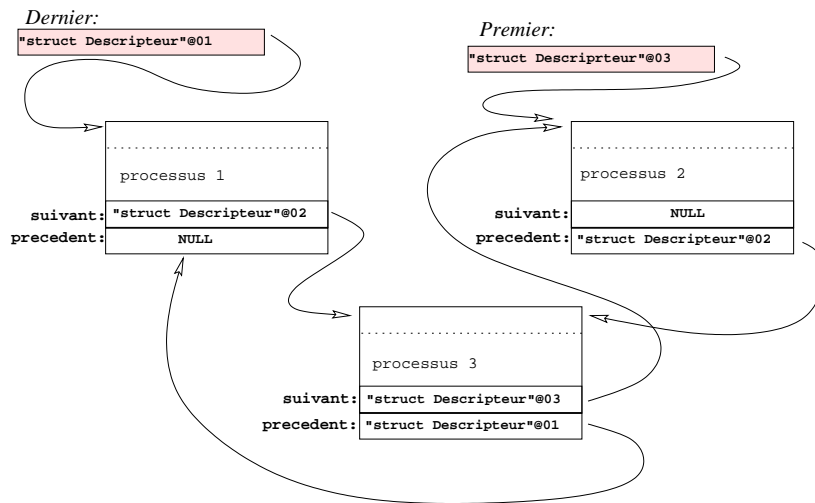 Dernier:
"struct Descripteur"@01
Premier:
"struct Descriprteur"@03
processus 1
suivant: "struct Descripteur"@02
precedent: NULL
processus 2
suivant: NULL
precedent: "struct Descripteur"@02
processus 3
suivant: "struct Descripteur"@03
precedent: "struct Descripteur"@01